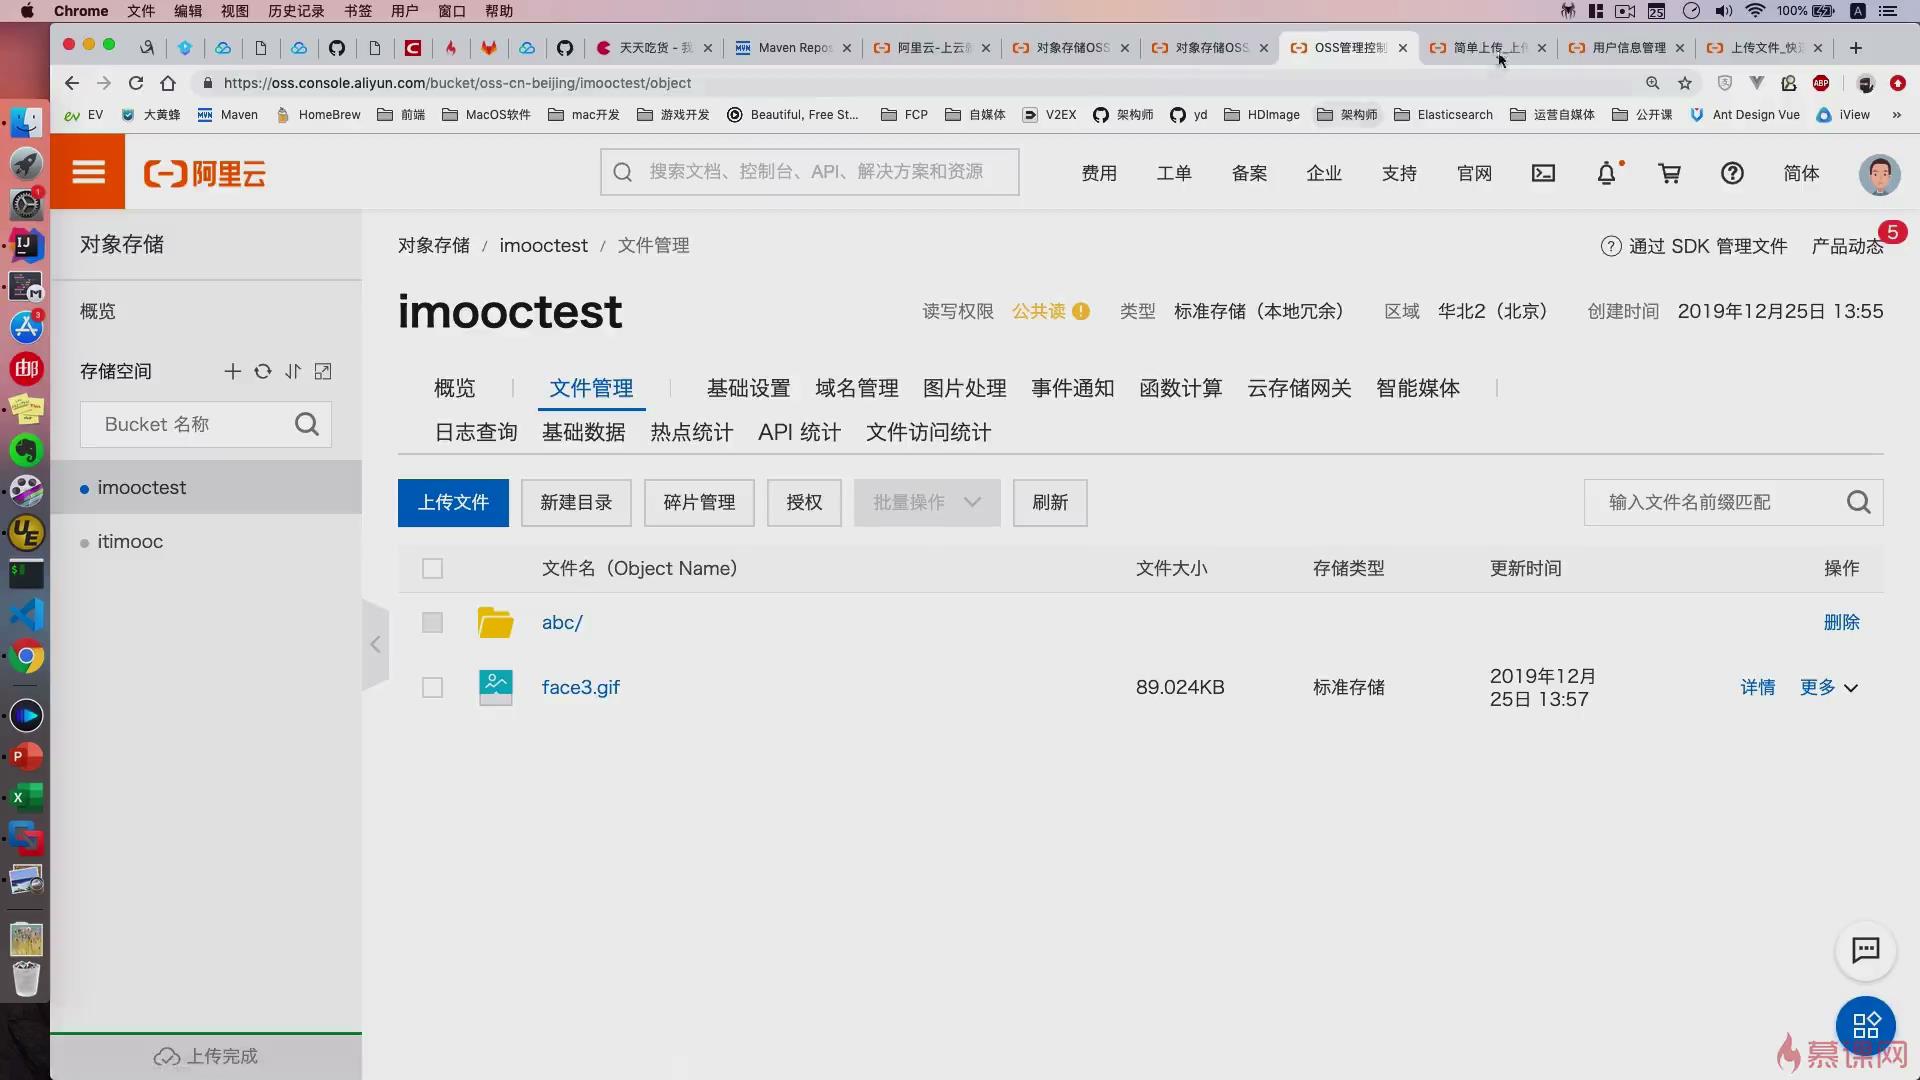 Chrome 文件 编辑 视图 历史记录 书签 用户 窗口 帮助 25 100% A
天天吃货 - 我 Maven Repos 阿里云-上云 对象存储OSS 对象存储OSS OSS管理控制 简单上传_上传 用户信息管理 上传文件_快速
https://oss.console.aliyun.com/bucket/oss-cn-beijing/imooctest/object ABP
EV 大黄蜂 MVN Maven HomeBrew 前端 MacOS软件 mac开发 游戏开发 Beautiful, Free St... FCP 自媒体 V2EX 架构师 yd HDImage 架构师 Elasticsearch 运营自媒体 公开课 Ant Design Vue iView »
阿里云 搜索文档、控制台、API、解决方案和资源 费用 工单 备案 企业 支持 官网 简体
对象存储
概览
存储空间
Bucket 名称
imooctest
itimooc
上传完成
对象存储 / imooctest / 文件管理 通过 SDK 管理文件 产品动态 5
imooctest 读写权限 公共读 类型 标准存储（本地冗余） 区域 华北2（北京） 创建时间 2019年12月25日 13:55
概览 文件管理 基础设置 域名管理 图片处理 事件通知 函数计算 云存储网关 智能媒体
日志查询 基础数据 热点统计 API 统计 文件访问统计
上传文件 新建目录 碎片管理 授权 批量操作 刷新 输入文件名前缀匹配
文件名（Object Name） 文件大小 存储类型 更新时间 操作
abc/ 删除
face3.gif 89.024KB 标准存储 2019年12月25日 13:57 详情 更多
慕课网